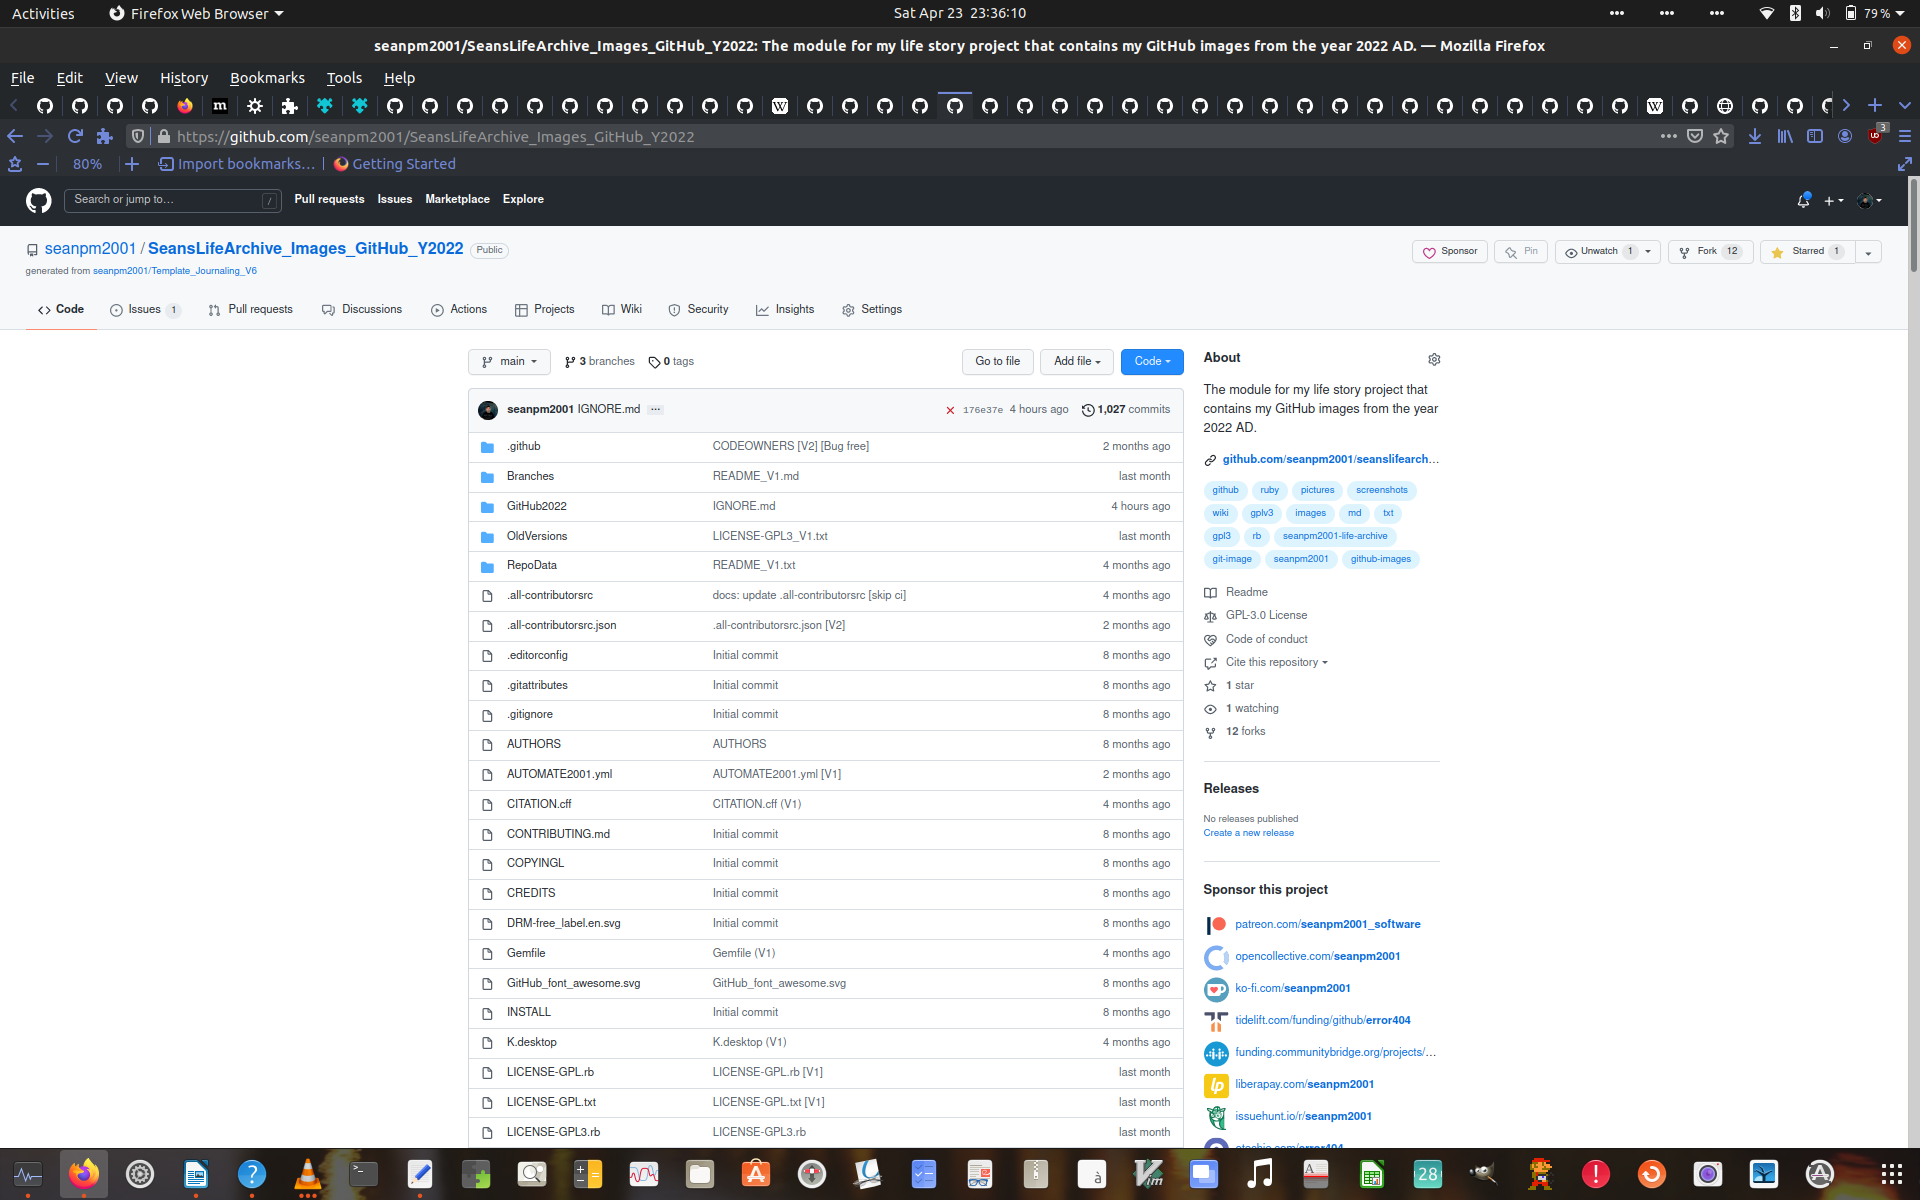 Activities Firefox Web Browser Sat Apr 23 23:36:10 79 %
seanpm2001/SeansLifeArchive_Images_GitHub_Y2022: The module for my life story project that contains my GitHub images from the year 2022 AD. — Mozilla Firefox
File Edit View History Bookmarks Tools Help
https://github.com/seanpm2001/SeansLifeArchive_Images_GitHub_Y2022 3
80% Import bookmarks... Getting Started
Search or jump to... / Pull requests Issues Marketplace Explore
seanpm2001 / SeansLifeArchive_Images_GitHub_Y2022 Public Sponsor Pin Unwatch 1 Fork 12 Starred 1
generated from seanpm2001/Template_Journaling_V6
Code Issues 1 Pull requests Discussions Actions Projects Wiki Security Insights Settings
main 3 branches 0 tags Go to file Add file Code
seanpm2001 IGNORE.md ... 176e37e 4 hours ago 1,027 commits
.github CODEOWNERS [V2] [Bug free] 2 months ago
Branches README_V1.md last month
GitHub2022 IGNORE.md 4 hours ago
OldVersions LICENSE-GPL3_V1.txt last month
RepoData README_V1.txt 4 months ago
.all-contributorsrc docs: update .all-contributorsrc [skip ci] 4 months ago
.all-contributorsrc.json .all-contributorsrc.json [V2] 2 months ago
.editorconfig Initial commit 8 months ago
.gitattributes Initial commit 8 months ago
.gitignore Initial commit 8 months ago
AUTHORS AUTHORS 8 months ago
AUTOMATE2001.yml AUTOMATE2001.yml [V1] 2 months ago
CITATION.cff CITATION.cff (V1) 4 months ago
CONTRIBUTING.md Initial commit 8 months ago
COPYINGL Initial commit 8 months ago
CREDITS Initial commit 8 months ago
DRM-free_label.en.svg Initial commit 8 months ago
Gemfile Gemfile (V1) 4 months ago
GitHub_font_awesome.svg GitHub_font_awesome.svg 8 months ago
INSTALL Initial commit 8 months ago
K.desktop K.desktop (V1) 4 months ago
LICENSE-GPL.rb LICENSE-GPL.rb [V1] last month
LICENSE-GPL.txt LICENSE-GPL.txt [V1] last month
LICENSE-GPL3.rb LICENSE-GPL3.rb last month
About
The module for my life story project that
contains my GitHub images from the year
2022 AD.
github.com/seanpm2001/seanslifearch...
github ruby pictures screenshots
wiki gplv3 images md txt
gpl3 rb seanpm2001-life-archive
git-image seanpm2001 github-images
Readme
GPL-3.0 License
Code of conduct
Cite this repository
1 star
1 watching
12 forks
Releases
No releases published
Create a new release
Sponsor this project
patreon.com/seanpm2001_software
opencollective.com/seanpm2001
ko-fi.com/seanpm2001
tidelift.com/funding/github/error404
funding.communitybridge.org/projects/...
liberapay.com/seanpm2001
issuehunt.io/r/seanpm2001
28